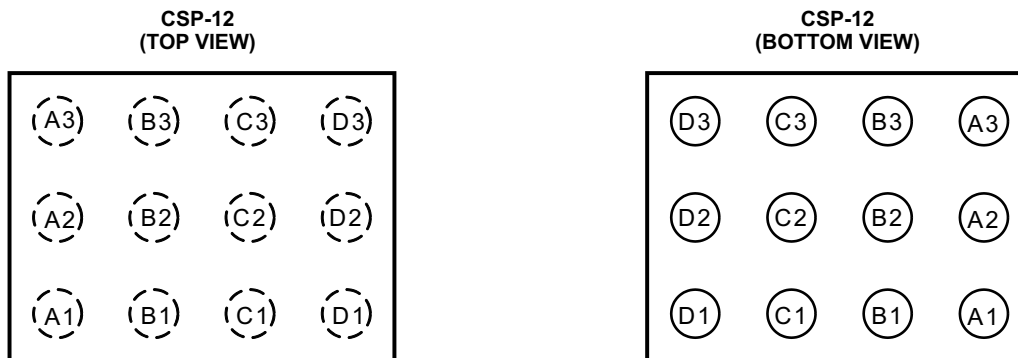 CSP-12
(TOP VIEW)
A3 B3 C3 D3
A2 B2 C2 D2
A1 B1 C1 D1
CSP-12
(BOTTOM VIEW)
D3 C3 B3 A3
D2 C2 B2 A2
D1 C1 B1 A1